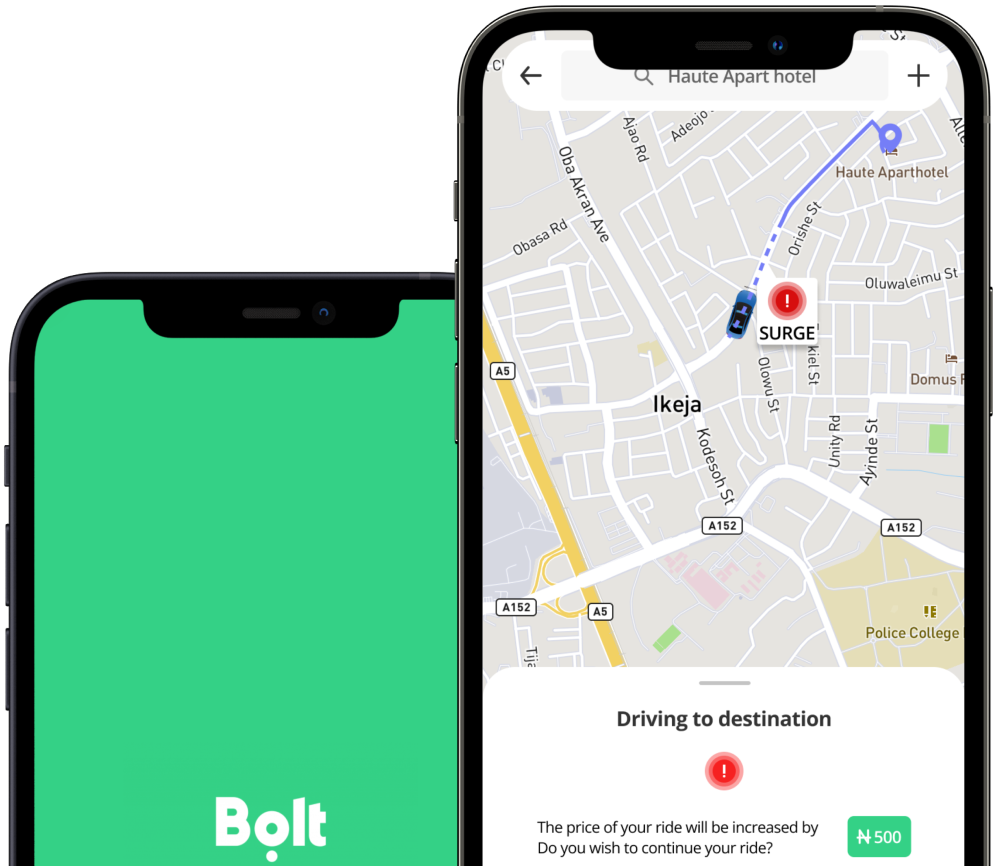 Haute Apart hotel
Ajao Rd
Adeojo
Oba Akran Ave
Haute Aparthotel
Obasa Rd
Orishe St
Oluwaleimu St
SURGE
kiel St
A5
Olowu St
Domus
Ikeja
Unity Rd
Ayinde St
Kodesoh St
A152
A152
A152
A5
Police College
Driving to destination
The price of your ride will be increased by
₦ 500
Do you wish to continue your ride?
Bolt